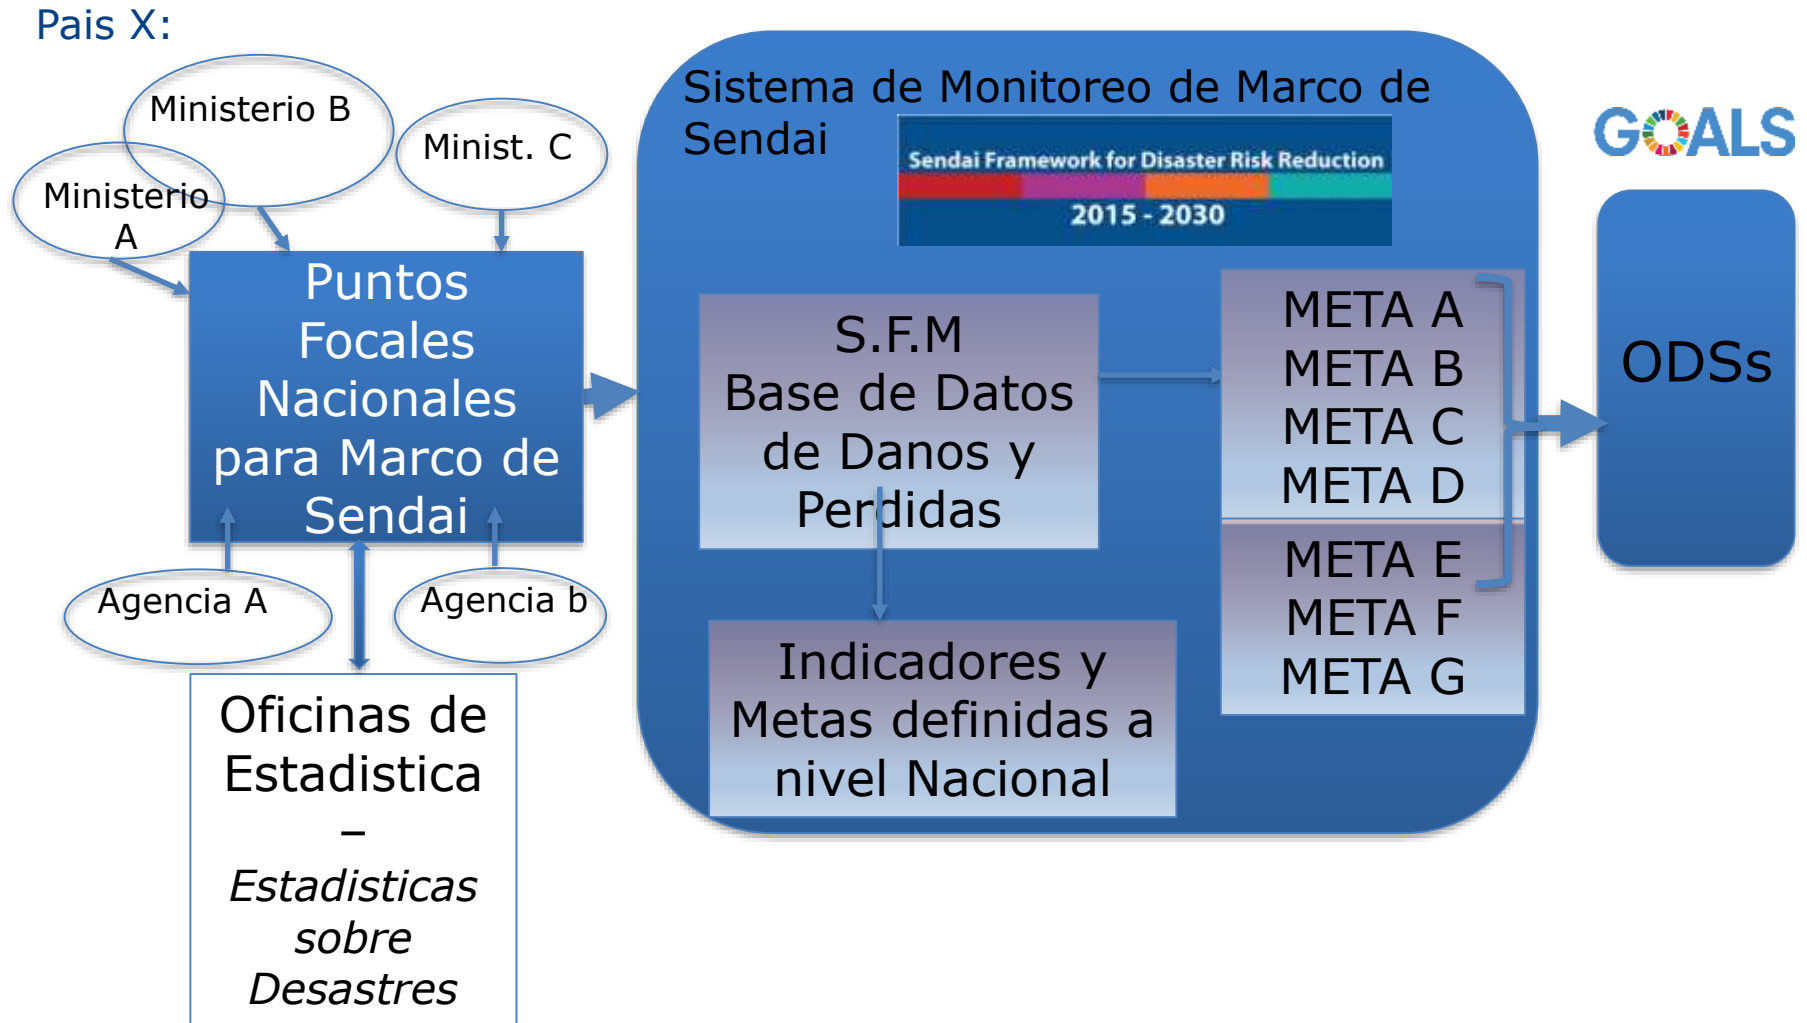 Pais X:
Ministerio B
Minist. C
Ministerio
A
Puntos
Focales
Nacionales
para Marco de
Sendai
Agencia A
Agencia b
Oficinas de
Estadistica
–
Estadisticas
sobre
Desastres
Sistema de Monitoreo de Marco de
Sendai
Sendai Framework for Disaster Risk Reduction
2015 - 2030
S.F.M
Base de Datos
de Danos y
Perdidas
Indicadores y
Metas definidas a
nivel Nacional
META A
META B
META C
META D
META E
META F
META G
GOALS
ODSs